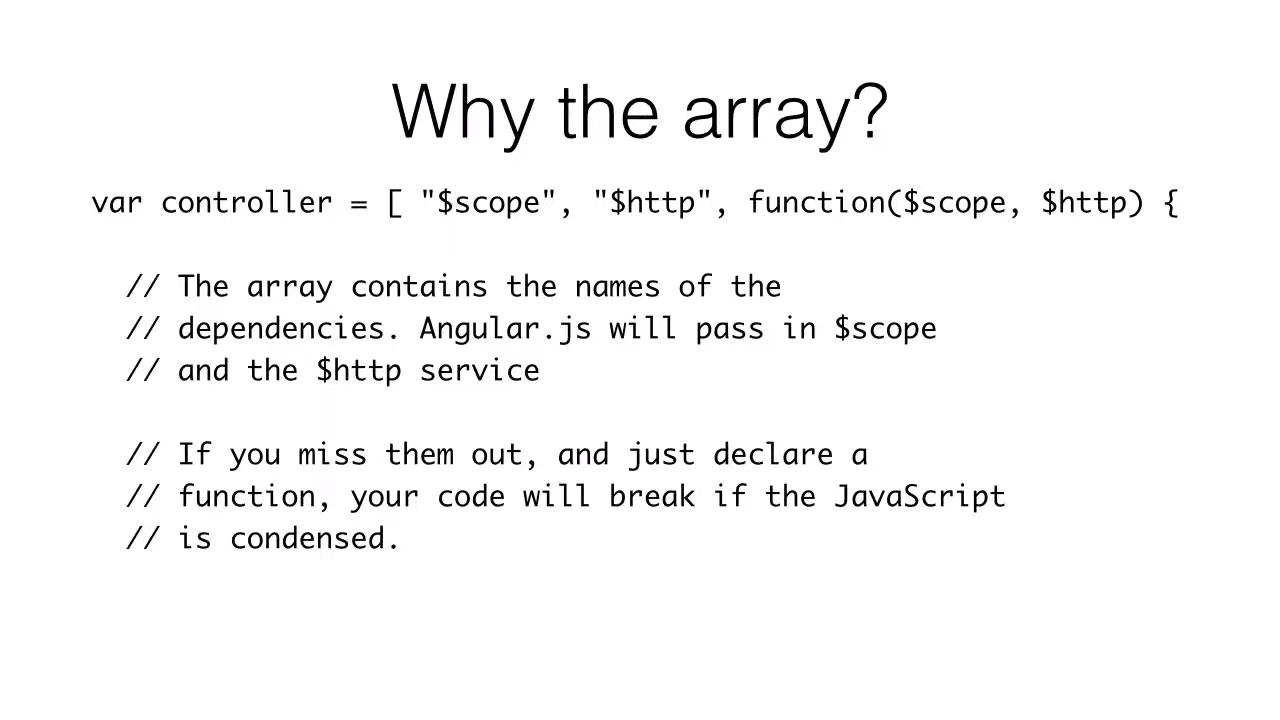 Why the array?
var controller = [ "$scope", "$http", function($scope, $http) {
// The array contains the names of the
// dependencies. Angular.js will pass in $scope
// and the $http service
// If you miss them out, and just declare a
// function, your code will break if the JavaScript
// is condensed.